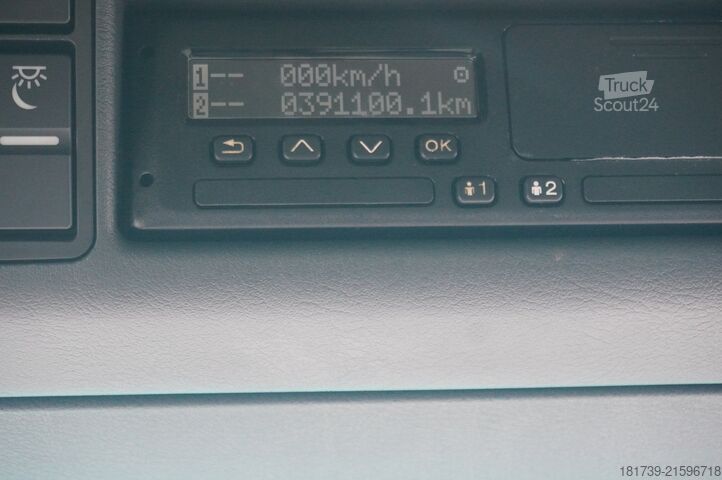 1-- 000km/h
2-- 0391100.1km
OK
1
2
Truck
Scout24
181739-21596718